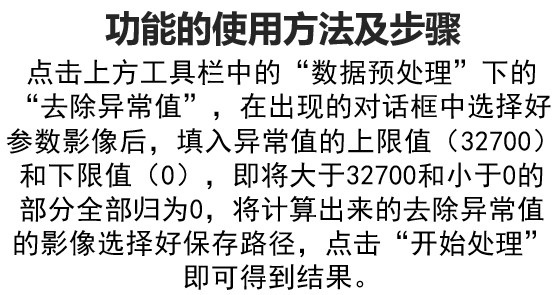 功能的使用方法及步骤
点击上方工具栏中的“数据预处理”下的
“去除异常值”，在出现的对话框中选择好
参数影像后，填入异常值的上限值（32700）
和下限值（0），即将大于32700和小于0的
部分全部归为0，将计算出来的去除异常值
的影像选择好保存路径，点击“开始处理”
即可得到结果。